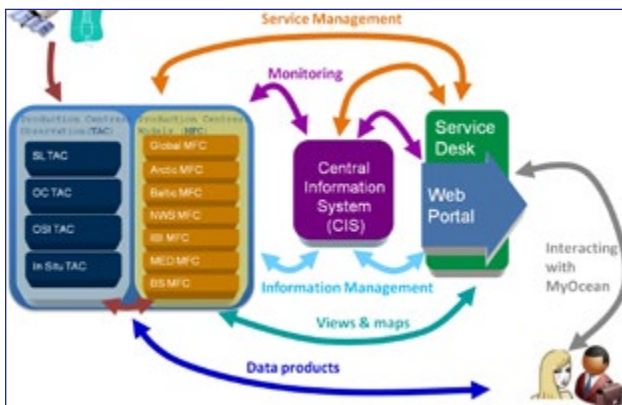 Service Management
Monitoring
Production Centres
Observation(TAC)
Production Centres
Models (MFC)
SL TAC
OC TAC
OSI TAC
In Situ TAC
Global MFC
Arctic MFC
Baltic MFC
NWS MFC
IBI MFC
MED MFC
BS MFC
Central
Information
System
(CIS)
Service
Desk
Web
Portal
Interacting
with
MyOcean
Information Management
Views & maps
Data products